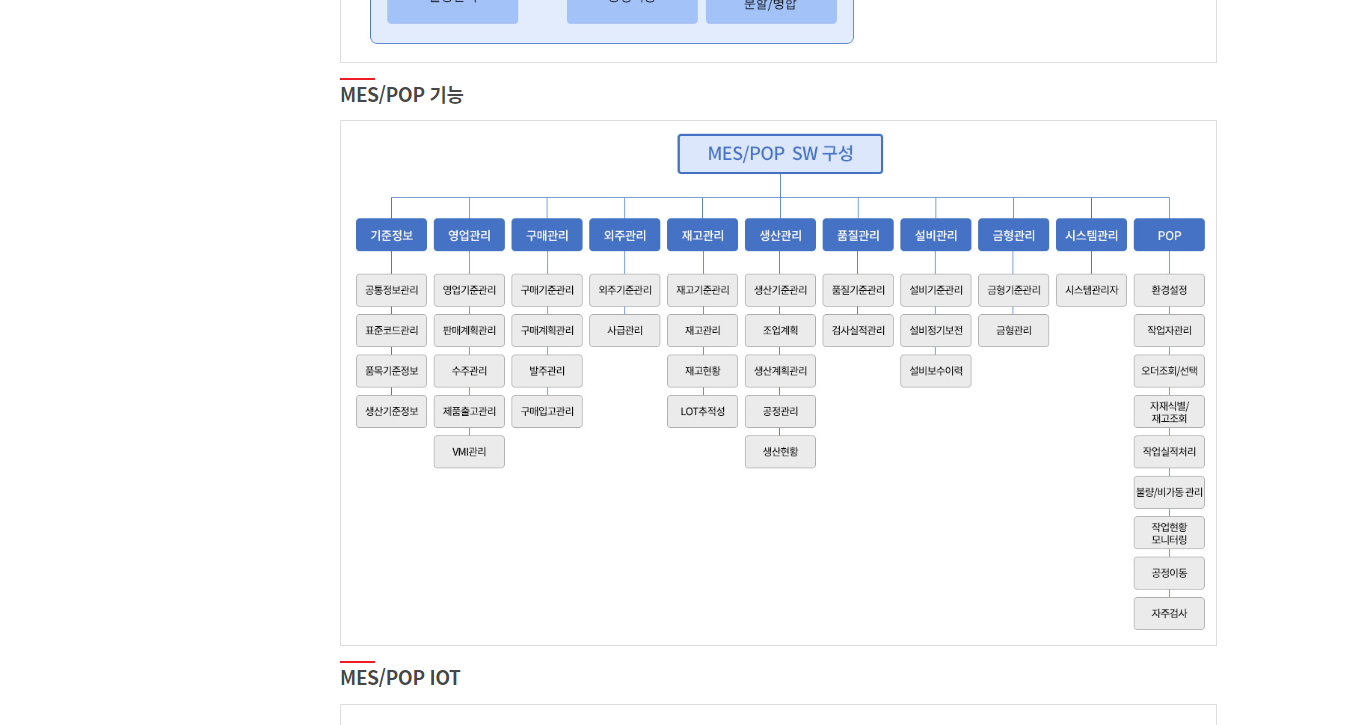 분할/병합
MES/POP 기능
MES/POP SW 구성
기준정보 영업관리 구매관리 외주관리 재고관리 생산관리 품질관리 설비관리 금형관리 시스템관리 POP
공통정보관리 영업기준관리 구매기준관리 외주기준관리 재고기준관리 생산기준관리 품질기준관리 설비기준관리 금형기준관리 시스템관리자 환경설정
표준코드관리 판매계획관리 구매계획관리 사급관리 재고관리 조업계획 검사실적관리 설비정기보전 금형관리 작업자관리
품목기준정보 수주관리 발주관리 재고현황 생산계획관리 설비보수이력 오더조회/선택
생산기준정보 제품출고관리 구매입고관리 LOT추적성 공정관리 자재식별/
재고조회
VMI관리 생산현황 작업실적처리
불량/비가동 관리
작업현황
모니터링
공정이동
자주검사
MES/POP IOT